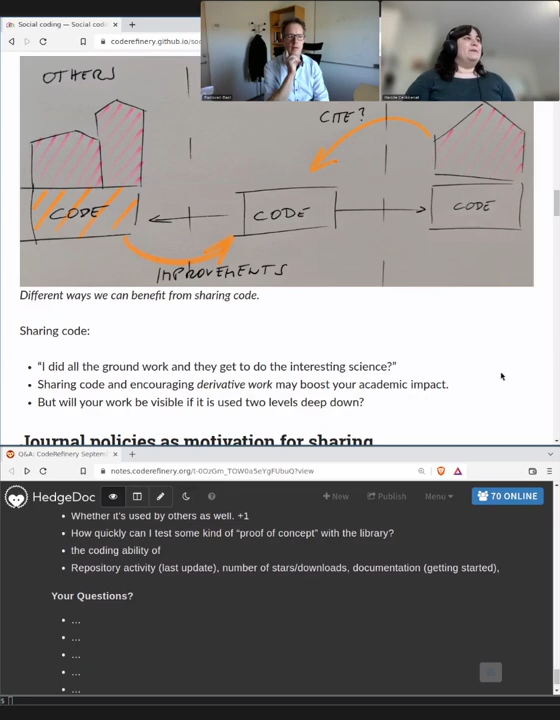 Social coding — Social codi
coderefinery.github.io/so
OTHERS
CITE?
CODE
CODE
CODE
IMPROVEMENTS
Different ways we can benefit from sharing code.
Sharing code:
“I did all the ground work and they get to do the interesting science?”
Sharing code and encouraging derivative work may boost your academic impact.
But will your work be visible if it is used two levels deep down?
Journal policies as motivation for sharing
Q&A: CodeRefinery Septem
notes.coderefinery.org/t-0OzGm_TOW0a5eYgFUbuQ?view
HedgeDoc
New
Publish
Menu
70 ONLINE
Whether it's used by others as well. +1
How quickly can I test some kind of “proof of concept” with the library?
the coding ability of
Repository activity (last update), number of stars/downloads, documentation (getting started),
Your Questions?
...
...
...
...
...
$